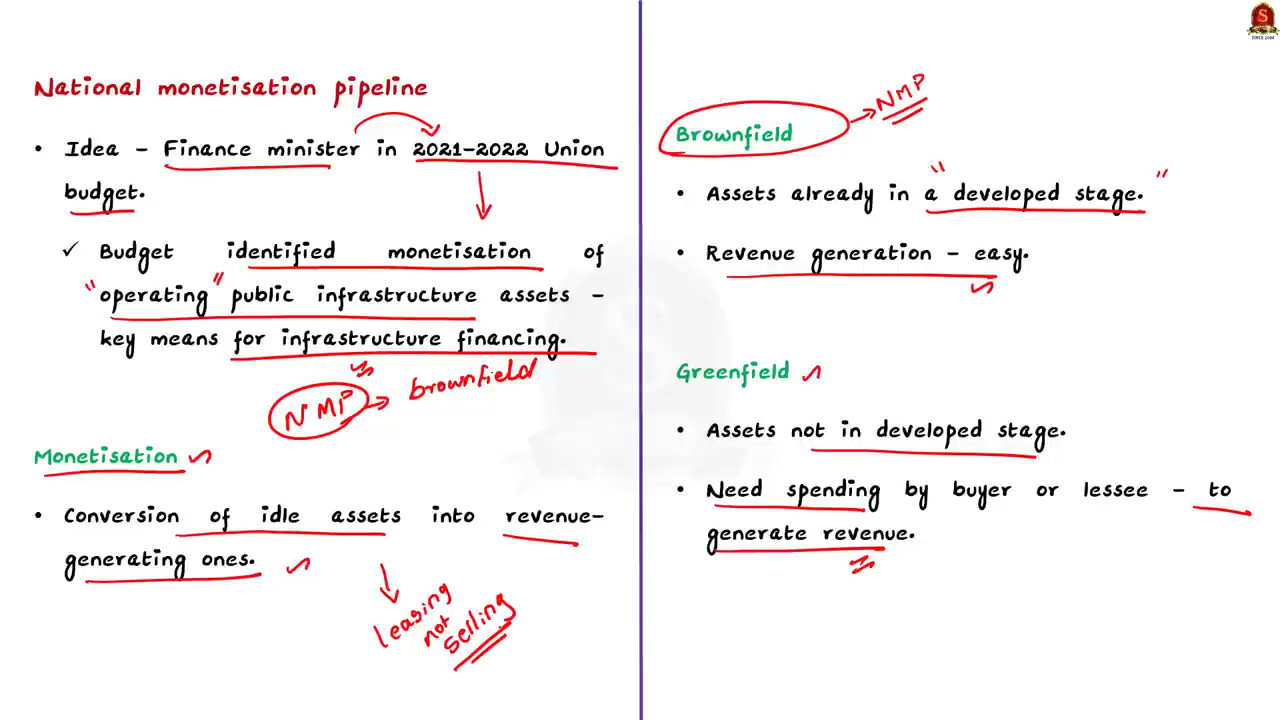 National monetisation pipeline
• Idea – Finance minister in 2021-2022 Union
budget.
✓ Budget identified monetisation of
"operating" public infrastructure assets –
key means for infrastructure financing.
NMP → brownfield
Monetisation
• Conversion of idle assets into revenue-
generating ones.
leasing
not
selling
NMP
Brownfield
• Assets already in "a developed stage."
• Revenue generation – easy.
Greenfield
• Assets not in developed stage.
• Need spending by buyer or lessee – to
generate revenue.
S
SINCE 2004